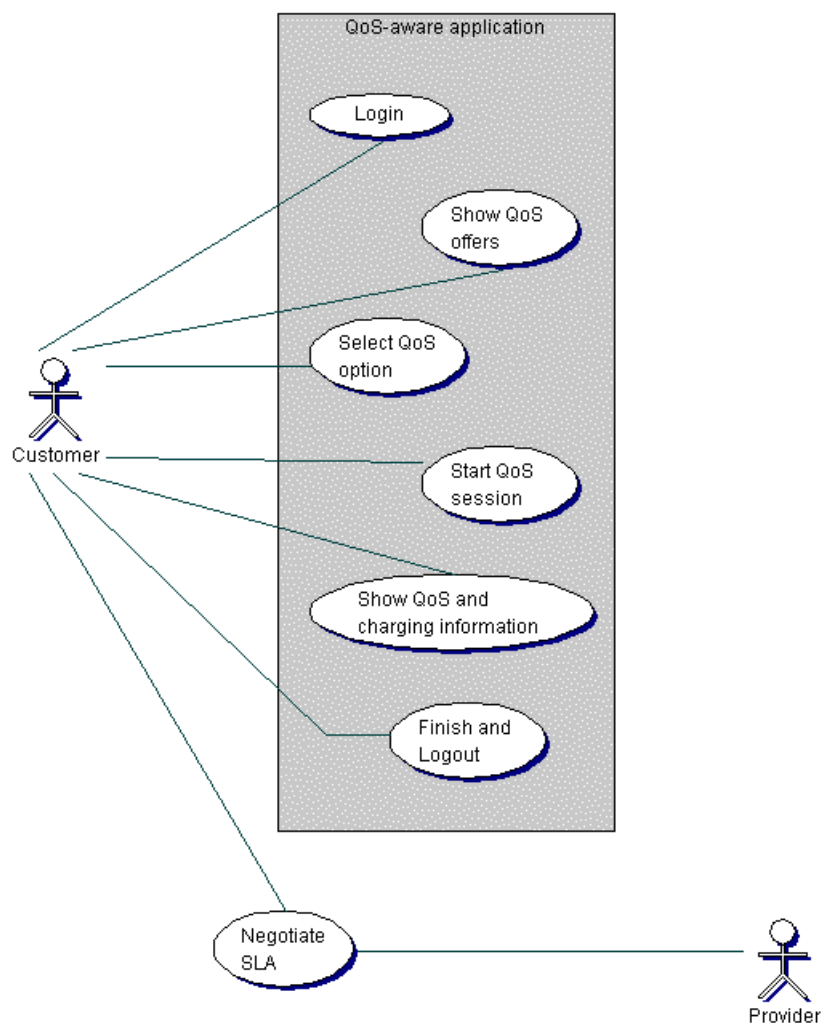 QoS-aware application
Login
Show QoS
offers
Select QoS
option
Customer
Start QoS
session
Show QoS and
charging information
Finish and
Logout
Negotiate
SLA
Provider